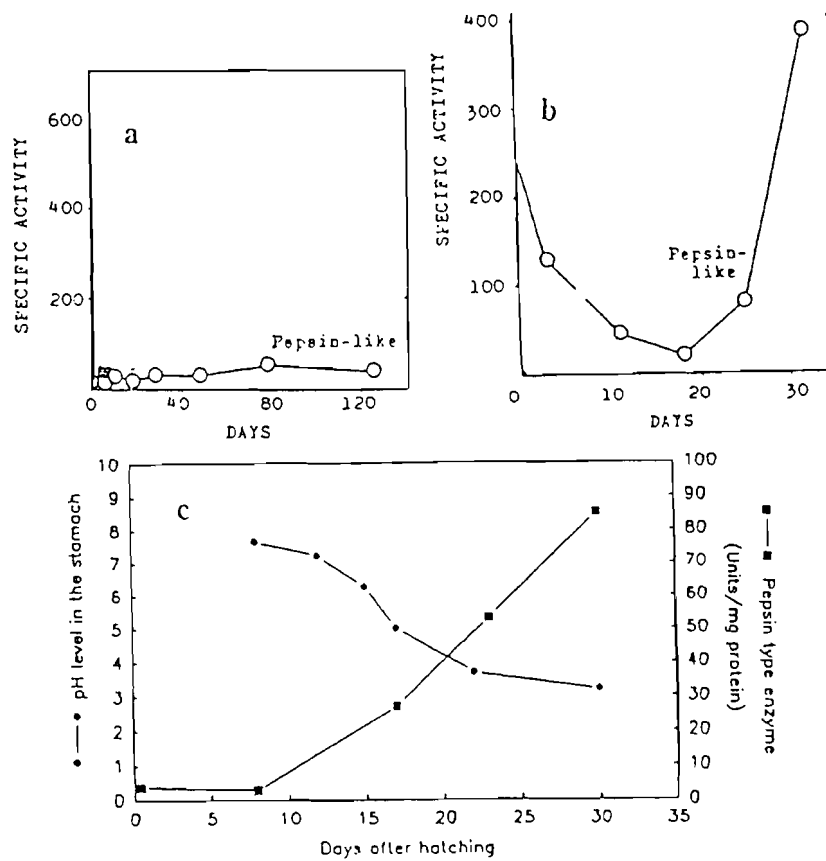 a
SPECIFIC ACTIVITY
600
400
200
Pepsin-like
0 40 80 120
DAYS
b
SPECIFIC ACTIVITY
400
300
200
100
Pepsin-
like
0 10 20 30
DAYS
c
pH level in the stamach
10
9
8
7
6
5
4
3
2
1
0
100
90
80
70
60
50
40
30
20
10
0
Pepsin type enzyme
(Units/mg protein)
0 5 10 15 20 25 30 35
Days after hatching